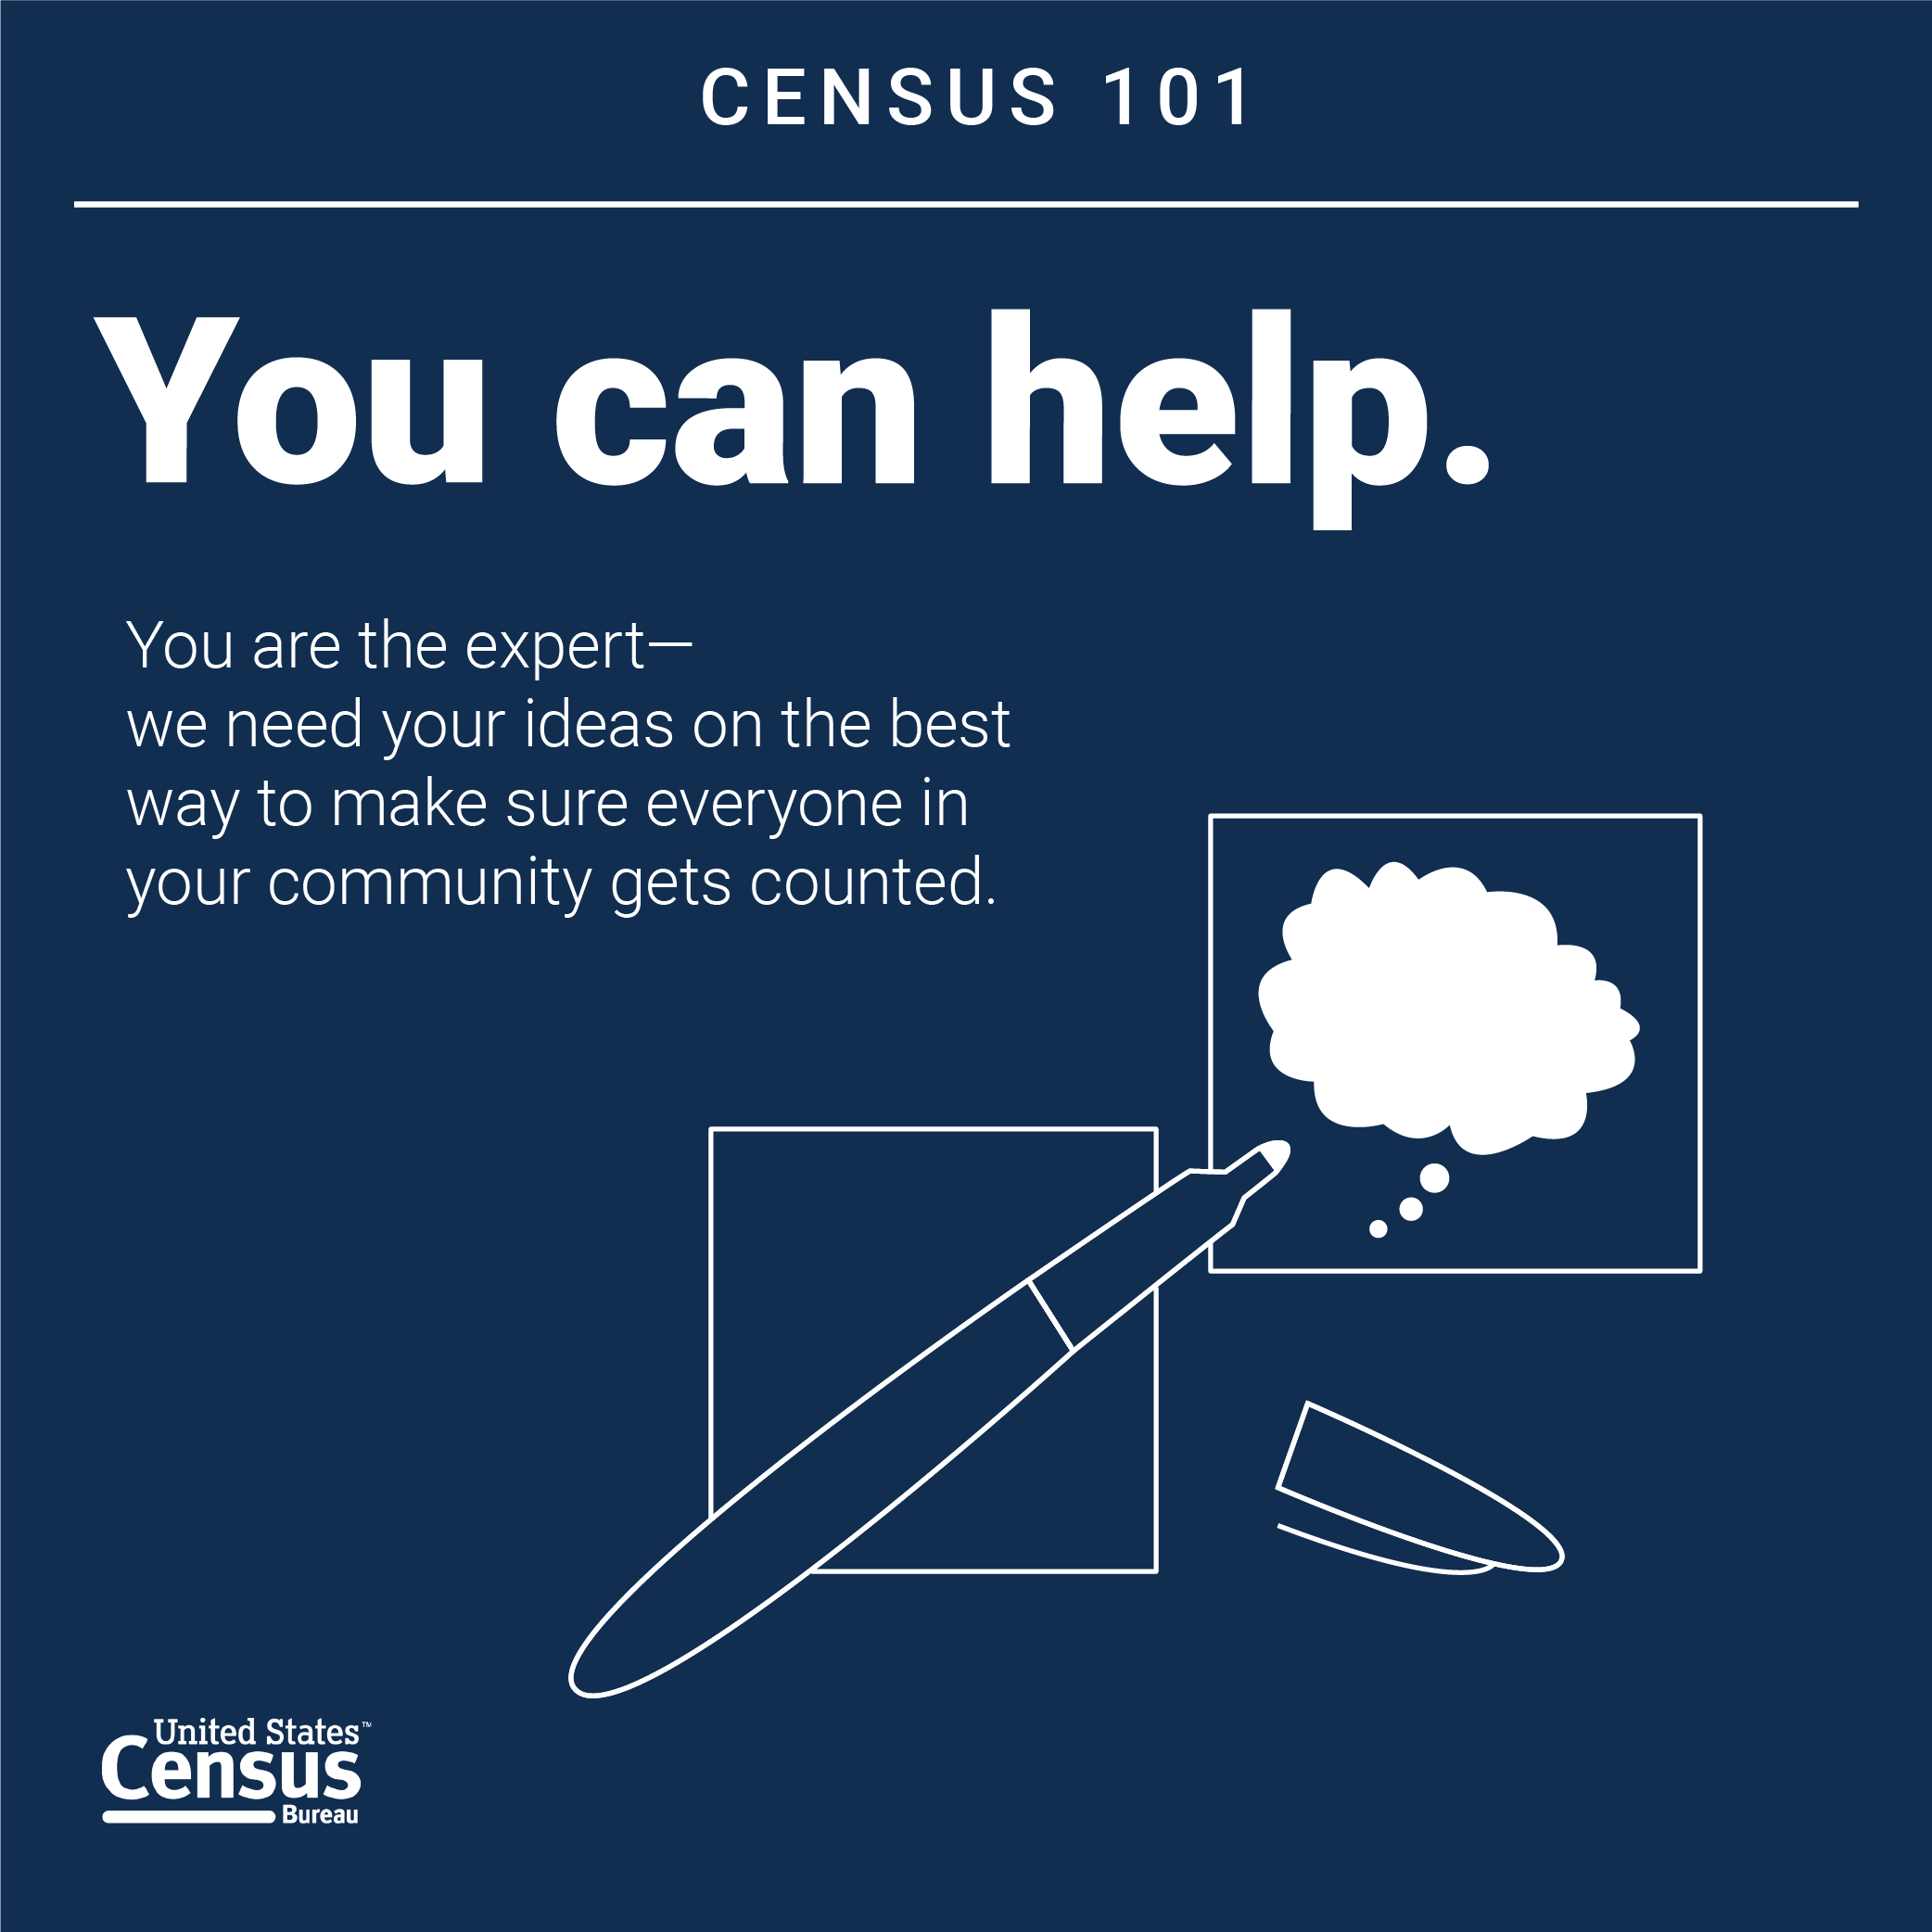 CENSUS 101
You can help.
You are the expert—
we need your ideas on the best
way to make sure everyone in
your community gets counted.
United States™
Census
Bureau